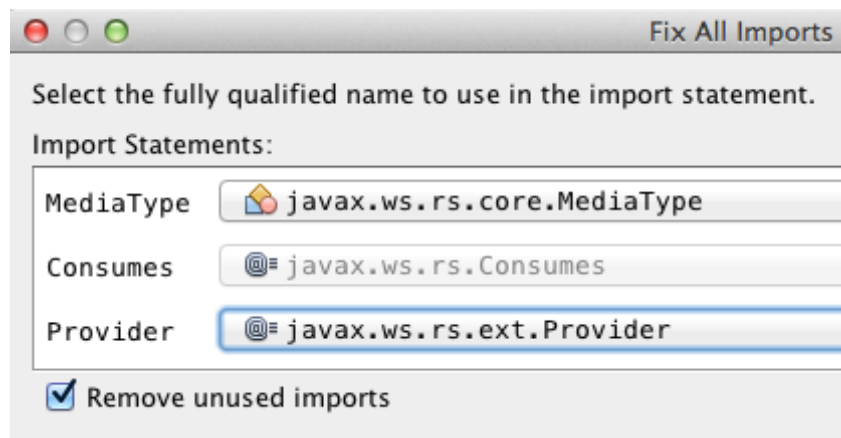 Fix All Imports
Select the fully qualified name to use in the import statement.
Import Statements:
MediaType javax.ws.rs.core.MediaType
Consumes javax.ws.rs.Consumes
Provider javax.ws.rs.ext.Provider
Remove unused imports